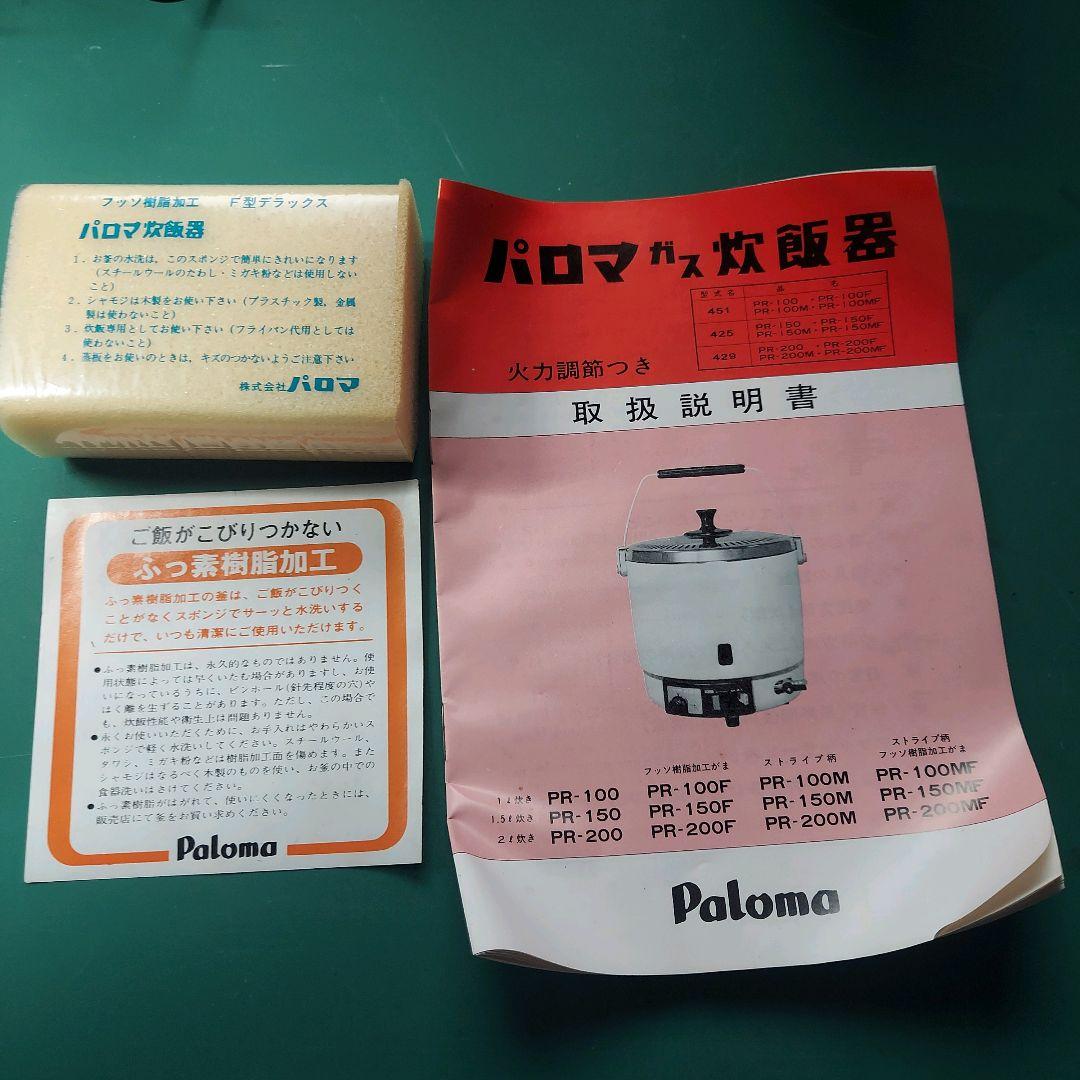 フッソ樹脂加工 F型デラックス
パロマ炊飯器
1. お釜の水洗は、このスポンジで簡単にきれいになります
(スチールウールのたわし・ミガキ粉などは使用しない
こと)
2. シャモジは木製をお使い下さい(プラスチック製,金属
製は使わないこと)
3. 炊飯専用としてお使い下さい(フライパン代用としては
使わないこと)
4. 蒸板をお使いのときは、キズのつかないようご注意下さい
株式会社 パロマ
ご飯がこびりつかない
ふっ素樹脂加工
ふっ素樹脂加工の釜は、ご飯がこびりつく
ことがなくスポンジでサーッと水洗いする
だけで、いつも清潔にご使用いただけます。
●ふっ素樹脂加工は、永久的なものではありません。使
用状態によっては早くいたも場合がありますし、お使
いになっているうちに、ピンホール(針先程度の穴)や
はく離を生ずることがあります。ただし、この場合で
も、炊飯性能や衛生上は問題ありません。
●永くお使いいただくために、お手入れはやわらかいス
ポンジで軽く水洗いしてください。スチールウール、
タワシ、ミガキ粉などは樹脂加工面を傷めます。また
シャモジはなるべく木製のものを使い、お釜の中での
食器洗いはさけてください。
●ふっ素樹脂がはがれて、使いにくくなったときには、
販売店にて釜をお買い求めください。
Paloma
パロマガス炊飯器
型式名 品名
451 PR-100・PR-100F
PR-100M・PR-100MF
425 PR-150・PR-150F
PR-150M・PR-150MF
429 PR-200・PR-200F
PR-200M・PR-200MF
火力調節つき
取扱説明書
フッソ樹脂加工がま ストライプ柄 ストライプ柄
フッソ樹脂加工がま
1ℓ炊き PR-100 PR-100F PR-100M PR-100MF
1.5ℓ炊き PR-150 PR-150F PR-150M PR-150MF
2ℓ炊き PR-200 PR-200F PR-200M PR-200MF
Paloma